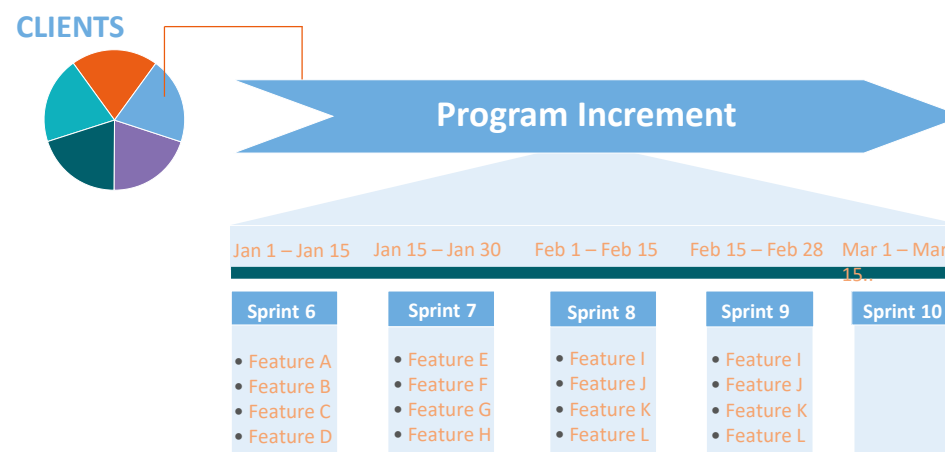 CLIENTS
Program Increment
Jan 1 – Jan 15
Jan 15 – Jan 30
Feb 1 – Feb 15
Feb 15 – Feb 28
Mar 1 – Mar
15..
Sprint 6
Sprint 7
Sprint 8
Sprint 9
Sprint 10
• Feature A
• Feature B
• Feature C
• Feature D
• Feature E
• Feature F
• Feature G
• Feature H
• Feature I
• Feature J
• Feature K
• Feature L
• Feature I
• Feature J
• Feature K
• Feature L